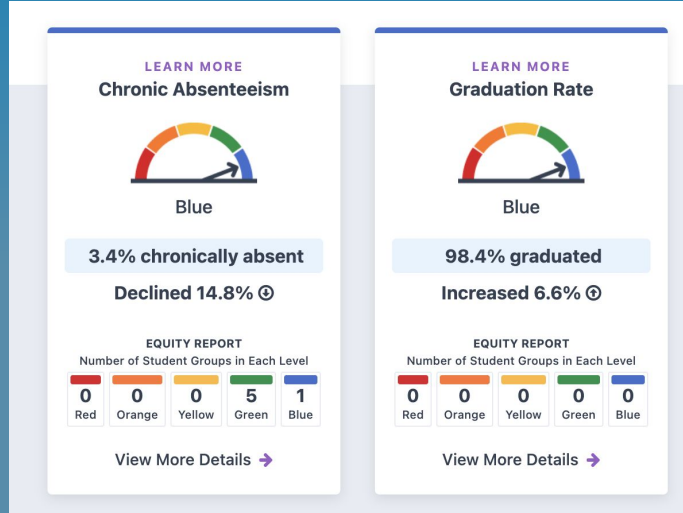 LEARN MORE
Chronic Absenteeism
Blue
3.4% chronically absent
Declined 14.8%
EQUITY REPORT
Number of Student Groups in Each Level
0 0 0 5 1
Red Orange Yellow Green Blue
View More Details
LEARN MORE
Graduation Rate
Blue
98.4% graduated
Increased 6.6%
EQUITY REPORT
Number of Student Groups in Each Level
0 0 0 0 0
Red Orange Yellow Green Blue
View More Details